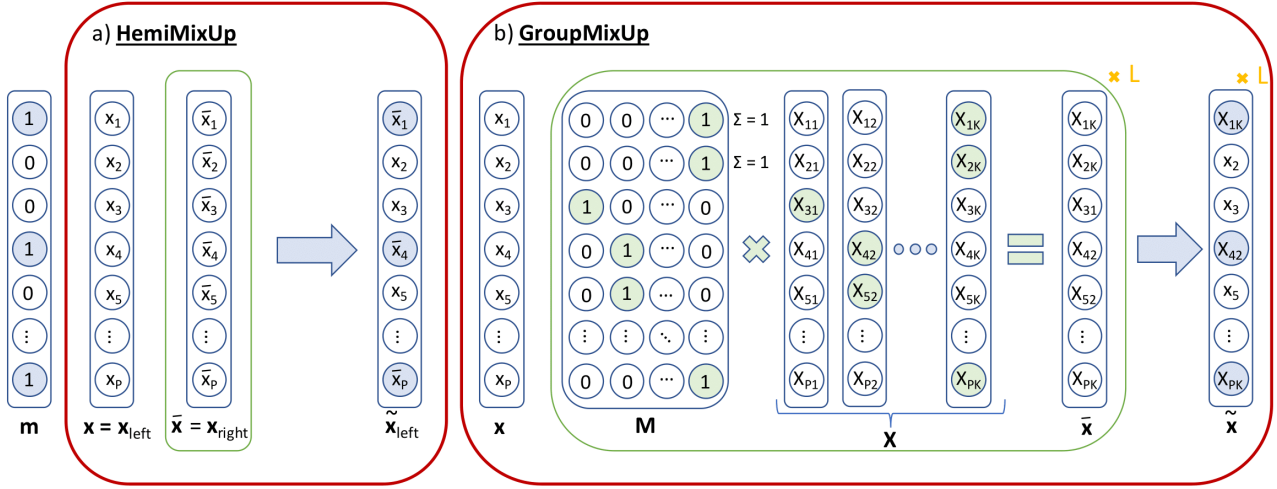 a) HemiMixUp
b) GroupMixUp
× L × L
1 x₁ x̄₁ x̄₁ x₁ 0 0 ... 1 Σ = 1 X₁₁ X₁₂ X₁K X₁K X₁K
0 x₂ x̄₂ x₂ x₂ 0 0 ... 1 Σ = 1 X₂₁ X₂₂ X₂K X₂K x₂
0 x₃ x̄₃ x₃ x₃ 1 0 ... 0 X₃₁ X₃₂ X₃K X₃₁ x₃
1 x₄ x̄₄ x̄₄ x₄ 0 1 ... 0 × X₄₁ X₄₂ X₄K = X₄₂ X₄₂
0 x₅ x̄₅ x₅ x₅ 0 1 ... 0 X₅₁ X₅₂ X₅K X₅₂ x₅
⋮ ⋮ ⋮ ⋮ ⋮ ⋮ ⋮ ⋱ ⋮ ⋮ ⋮ ⋮ ⋮ ⋮
1 xP x̄P x̄P xP 0 0 ... 1 XP1 XP2 XPK XPK XPK
m x = xleft x̄ = xright x̃left x M X x̄ x̃